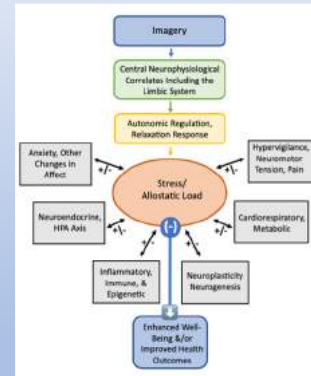 Imagery
Central Neurophysiological
Correlates Including the
Limbic System
Autonomic Regulation,
Relaxation Response
Anxiety, Other
Changes in
Affect
+/-
Hypervigilance,
Neuromotor
Tension, Pain
+/-
Stress/
Allostatic Load
Neuroendocrine,
HPA Axis
+/-
(-)
Cardiorespiratory,
Metabolic
+/-
Inflammatory,
Immune, &
Epigenetic
+/-
Neuroplasticity
Neurogenesis
+/-
Enhanced Well-
Being &/or
Improved Health
Outcomes